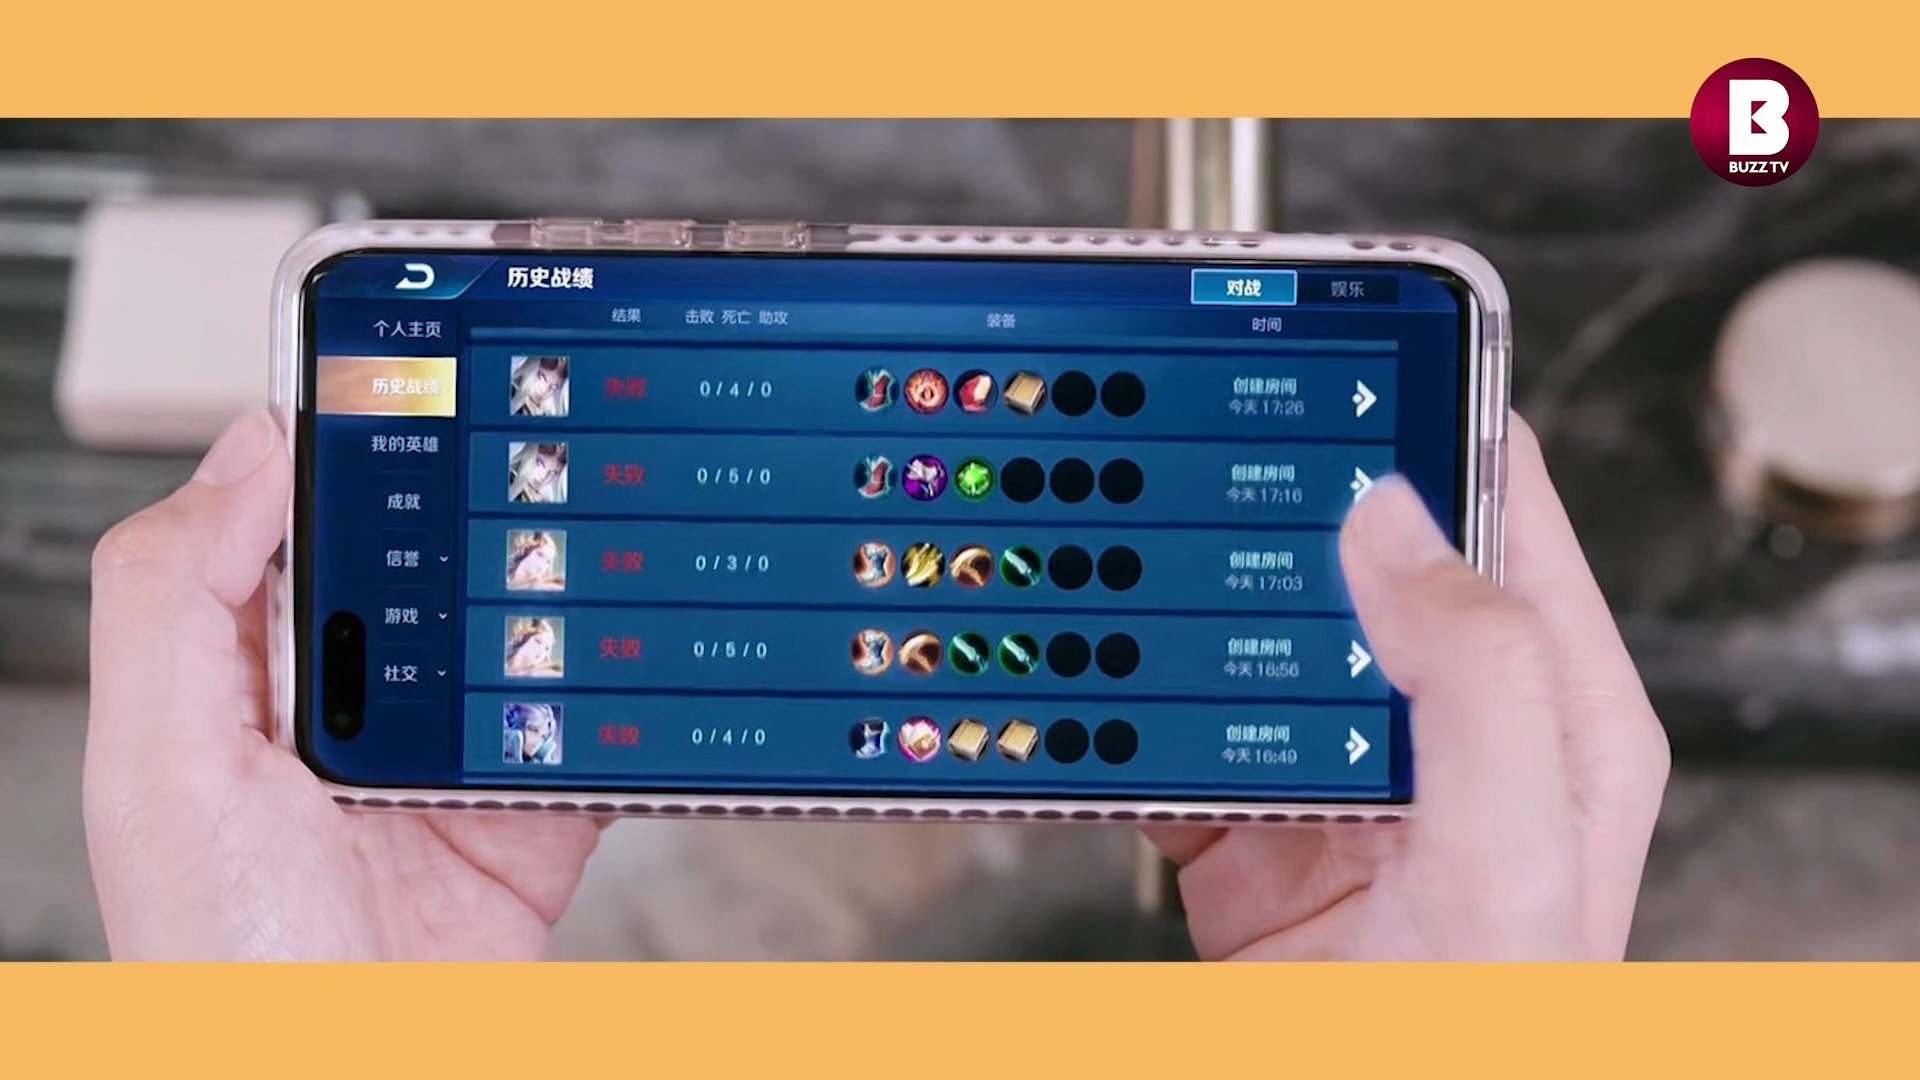 BUZZ TV
历史战绩
对战 娱乐
结果 击败 死亡 助攻 装备 时间
个人主页
历史战绩
我的英雄
成就
信誉
游戏
社交
失败 0/4/0 创建房间
今天 17:26
失败 0/5/0 创建房间
今天 17:16
失败 0/3/0 创建房间
今天 17:03
失败 0/5/0 创建房间
今天 16:56
失败 0/4/0 创建房间
今天 16:49